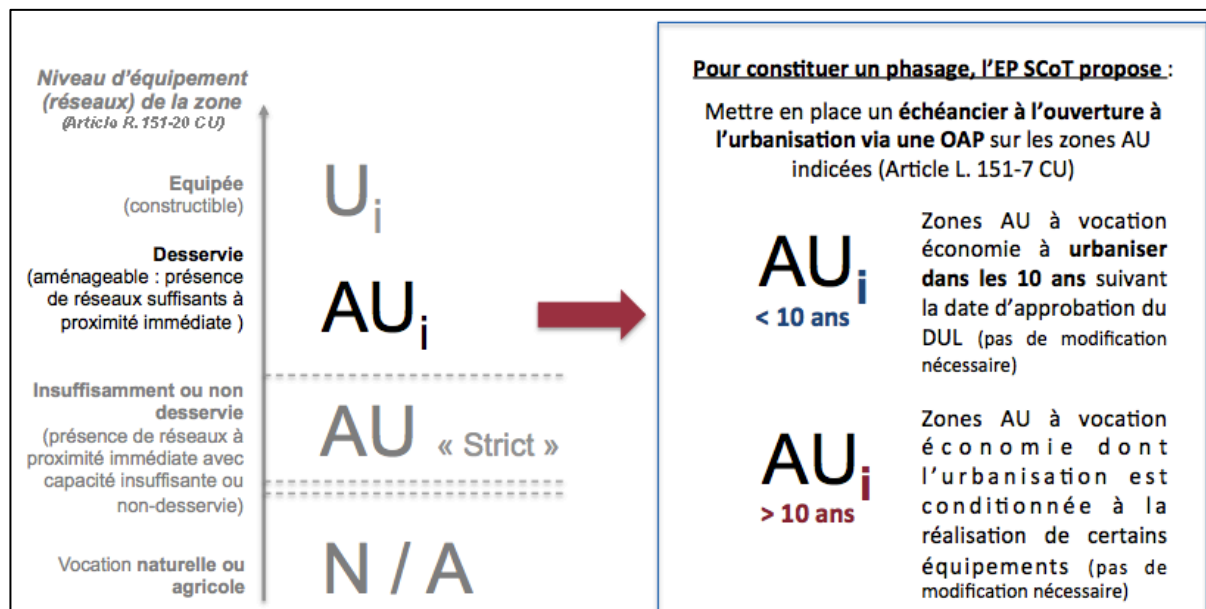 Niveau d'équipement
(réseaux) de la zone
(Article R. 151-20 CU)
Equipée
(constructible)
U i
Desservie
(aménageable : présence
de réseaux suffisants à
proximité immédiate )
AU i
Insuffisamment ou non
desservie
(présence de réseaux à
proximité immédiate avec
capacité insuffisante ou
non-desservie)
AU « Strict »
Vocation naturelle ou
agricole
N / A
Pour constituer un phasage, l'EP SCoT propose :
Mettre en place un échéancier à l'ouverture à
l'urbanisation via une OAP sur les zones AU
indicées (Article L. 151-7 CU)
AU i
< 10 ans
Zones AU à vocation
économie à urbaniser
dans les 10 ans suivant
la date d'approbation du
DUL (pas de modification
nécessaire)
AU i
> 10 ans
Zones AU à vocation
économie dont
l'urbanisation est
conditionnée à la
réalisation de certains
équipements (pas de
modification nécessaire)